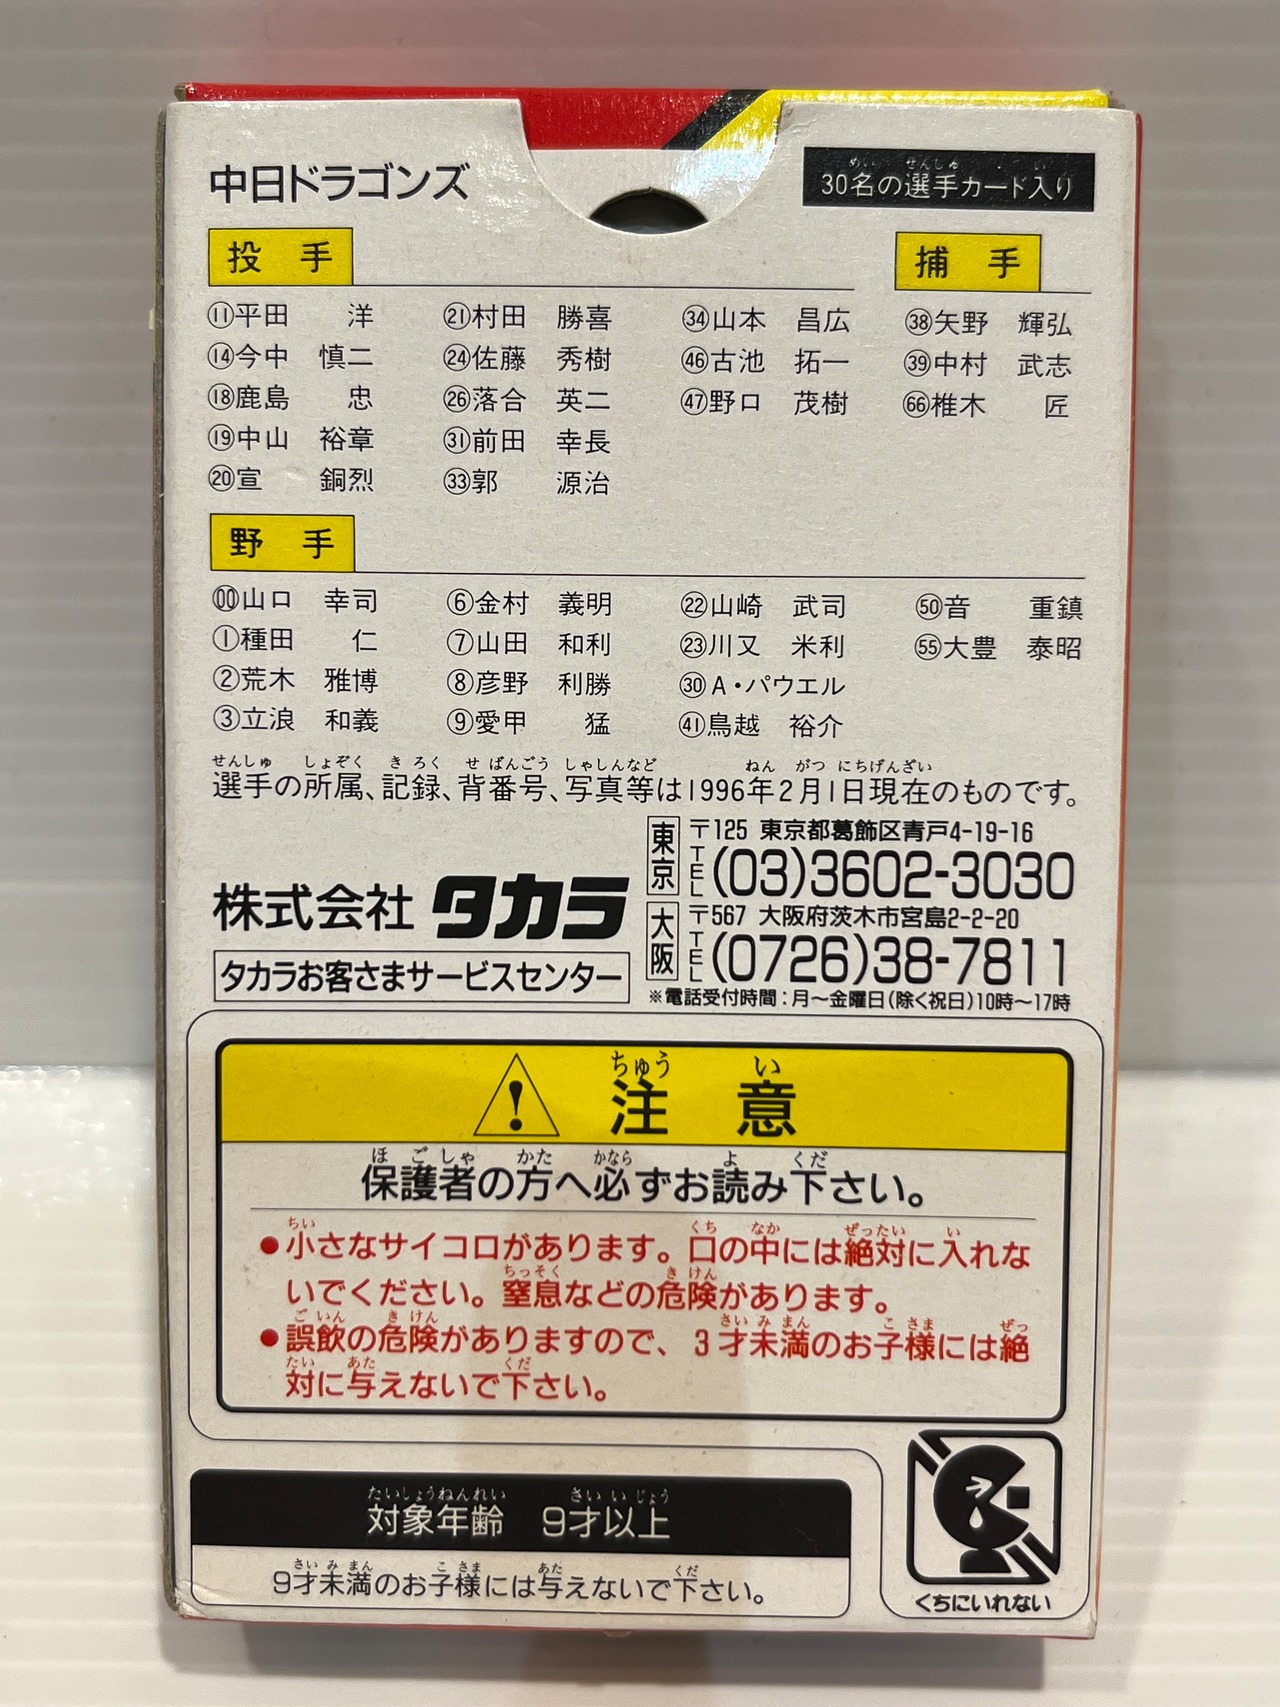 中日ドラゴンズ
30名の選手カード入り
投手
⑪平田 洋
⑭今中 慎二
⑱鹿島 忠
⑲中山 裕章
⑳宣 銅烈
㉑村田 勝喜
㉔佐藤 秀樹
㉖落合 英二
㉛前田 幸長
㉝郭 源治
㉞山本 昌広
㊻古池 拓一
㊼野口 茂樹
捕手
㊳矢野 輝弘
㊴中村 武志
66椎木 匠
野手
00山口 幸司
①種田 仁
②荒木 雅博
③立浪 和義
⑥金村 義明
⑦山田 和利
⑧彦野 利勝
⑨愛甲 猛
㉒山崎 武司
㉓川又 米利
㉚A・パウエル
㊶鳥越 裕介
㊿音 重鎮
55大豊 泰昭
選手の所属、記録、背番号、写真等は1996年2月1日現在のものです。
株式会社 タカラ
タカラお客さまサービスセンター
東京 〒125 東京都葛飾区青戸4-19-16
TEL (03)3602-3030
大阪 〒567 大阪府茨木市宮島2-2-20
TEL (0726)38-7811
※電話受付時間:月〜金曜日(除く祝日)10時〜17時
注意
保護者の方へ必ずお読み下さい。
●小さなサイコロがあります。口の中には絶対に入れな
いでください。窒息などの危険があります。
●誤飲の危険がありますので、3才未満のお子様には絶
対に与えないで下さい。
対象年齢 9才以上
9才未満のお子様には与えないで下さい。
くちにいれない